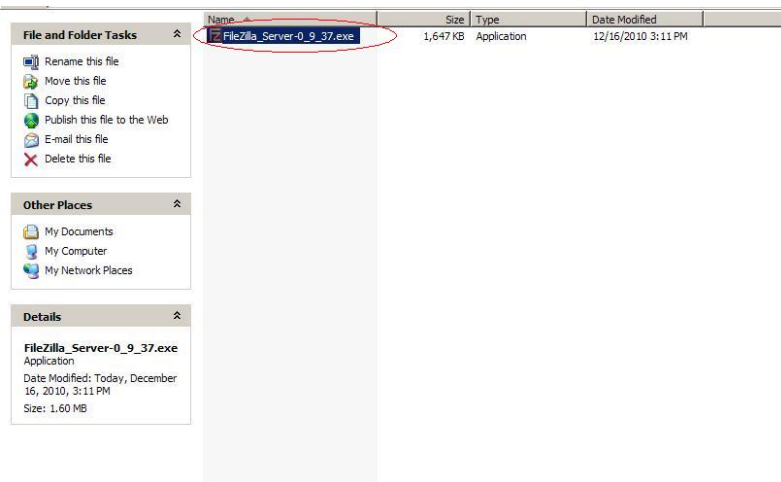 File and Folder Tasks
Rename this file
Move this file
Copy this file
Publish this file to the Web
E-mail this file
Delete this file
Other Places
My Documents
My Computer
My Network Places
Details
FileZilla_Server-0_9_37.exe
Application
Date Modified: Today, December
16, 2010, 3:11 PM
Size: 1.60 MB
Name Size Type Date Modified
FileZilla_Server-0_9_37.exe 1,647 KB Application 12/16/2010 3:11 PM